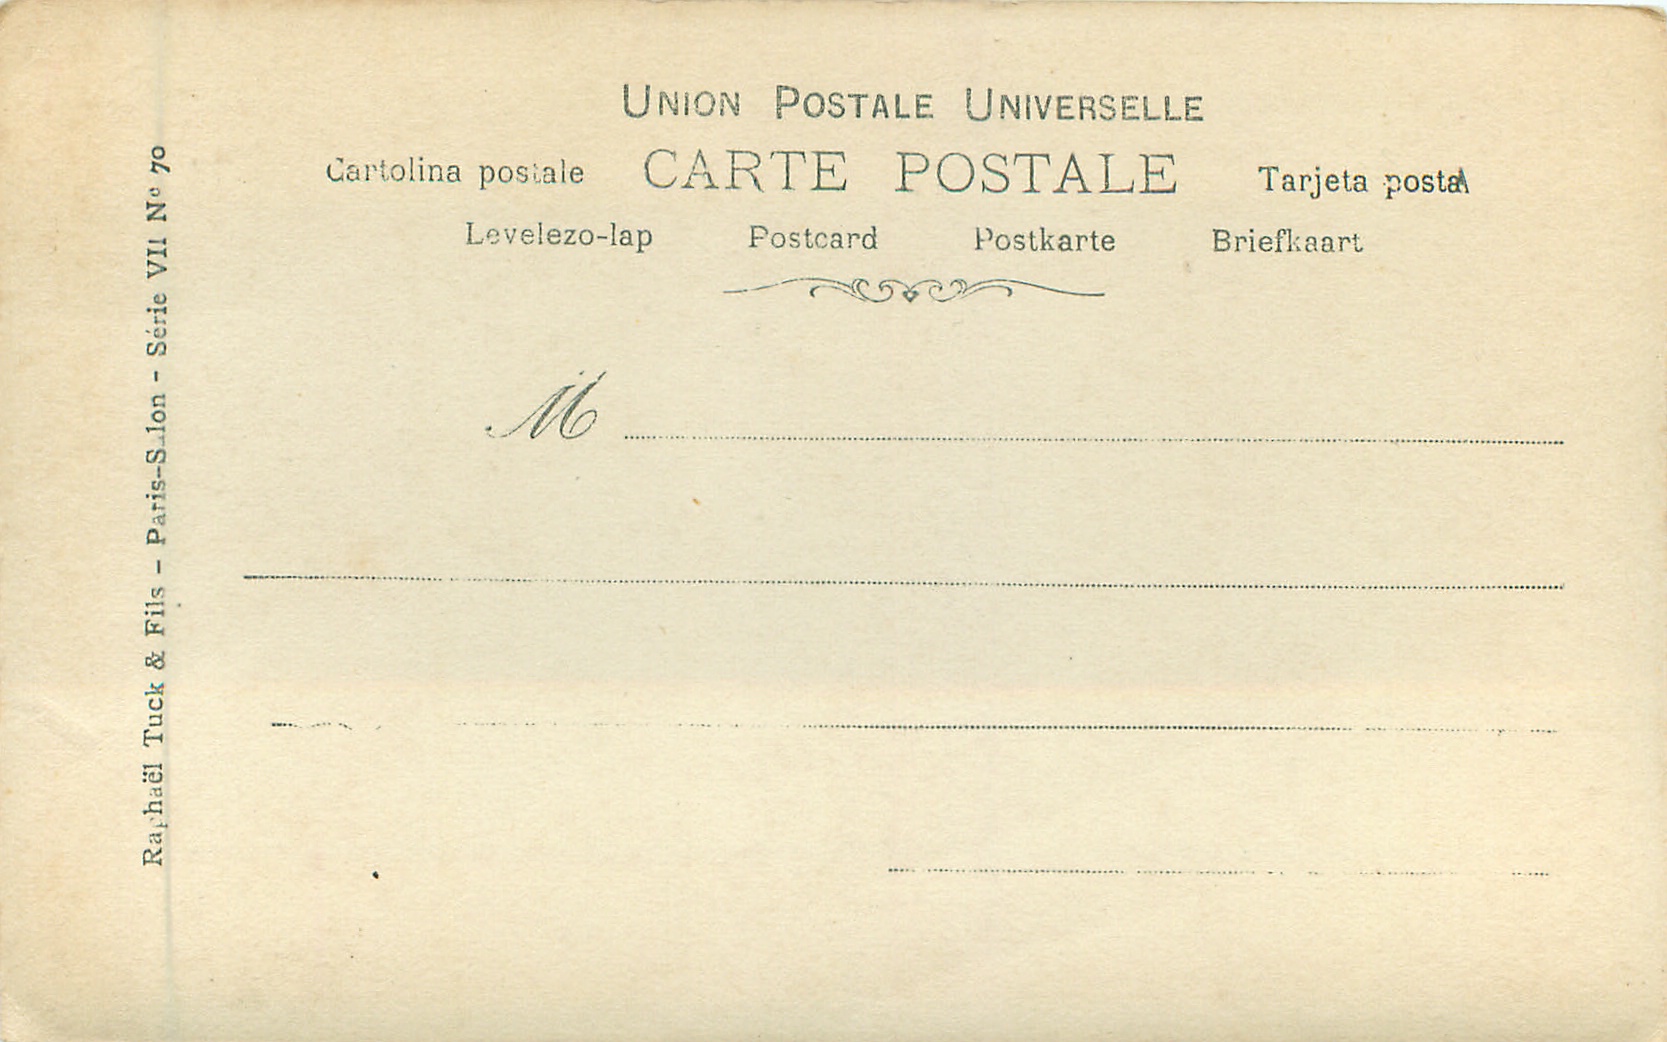 UNION POSTALE UNIVERSELLE
Cartolina postale CARTE POSTALE Tarjeta postal
Levelezo-lap Postcard Postkarte Briefkaart
M
Raphaël Tuck & Fils - Paris-Salon - Série VII Nº 70